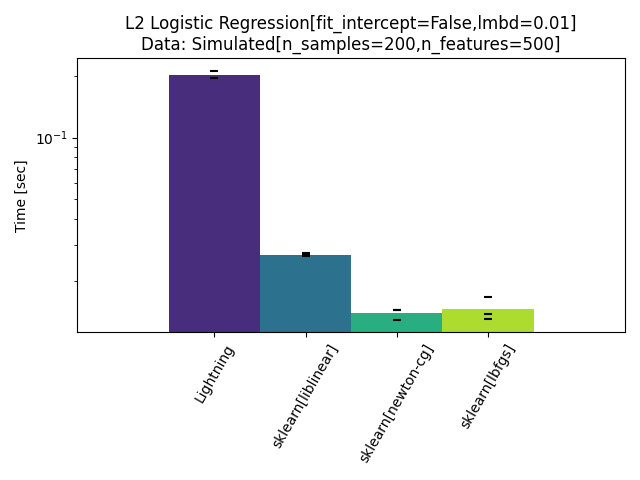 L2 Logistic Regression[fit_intercept=False,lmbd=0.01]
Data: Simulated[n_samples=200,n_features=500]
Time [sec]
10⁻¹
Lightning
sklearn[liblinear]
sklearn[newton-cg]
sklearn[lbfgs]